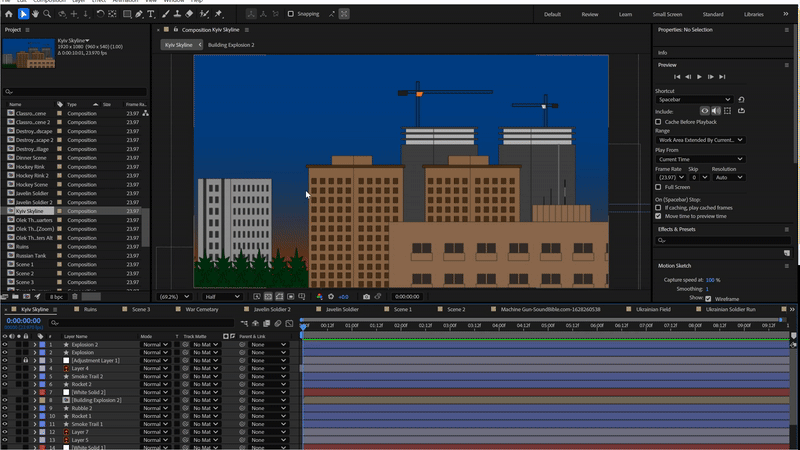 Composition Kyiv Skyline
Snapping
Default
Review
Learn
Small Screen
Standard
Libraries
Project
Kyiv Skyline
1920 x 1080 (960 x 540) (1.00)
Kyiv Skyline
Building Explosion 2
Properties: No Selection
Info
Preview
Shortcut
Spacebar
Include:
Cache Before Playback
Range
Work Area Extended By Current...
Play From
Current Time
Frame Rate
Skip
Resolution
(23.97)
0
Auto
Full Screen
On (Spacebar) Stop:
If caching, play cached frames
Move time to preview time
Effects & Presets
Motion Sketch
Capture speed at: 100 %
Smoothing: 1
Show:
Wireframe
Name
Type
Size
Frame Ra
Classro...cene
Composition
23.97
Classro...cene 2
Composition
23.97
Destroy...dscape
Composition
23.97
Destroy...scape 2
Composition
23.97
Destroy...illage
Composition
23.97
Dinner Scene
Composition
23.97
Hockey Rink
Composition
23.97
Hockey Rink 2
Composition
23.97
Hockey Scene
Composition
23.97
Javelin Soldier
Composition
23.97
Javelin Soldier 2
Composition
23.97
Kyiv Skyline
Composition
23.97
Olek Th...uarters
Composition
23.97
Olek Th...(Zoom)
Composition
23.97
Olek Th...ters Alt
Composition
23.97
Ruins
Composition
23.97
Russian Tank
Composition
23.97
Scene 1
Composition
23.97
Scene 2
Composition
23.97
Scene 3
Composition
23.97
8 bpc
(69.2%)
Half
+0.0
0:00:00:00
Kyiv Skyline
Ruins
Scene 3
War Cemetary
Javelin Soldier 2
Javelin Soldier
Scene 1
Scene 2
Machine Gun-SoundBible.com-1628260538
Ukrainian Field
Ukrainian Soldier Run
0:00:00:00
01:00f
01:12f
02:00f
02:12f
03:00f
03:12f
04:00f
04:12f
05:00f
05:12f
06:00f
06:12f
07:00f
07:12f
08:00f
08:12f
09:00f
09:12f
#
Layer Name
Mode
T
Track Matte
Parent & Link
1
Explosion 2
Normal
No Mat
None
2
Explosion
Normal
No Mat
None
3
[Adjustment Layer 1]
Normal
No Mat
None
4
Layer 4
Normal
No Mat
None
5
Smoke Trail 2
Normal
No Mat
None
6
Rocket 2
Normal
No Mat
None
7
[White Solid 2]
Normal
No Mat
None
8
[Building Explosion 2]
Normal
No Mat
None
9
Rubble 2
Normal
No Mat
None
10
Rocket 1
Normal
No Mat
None
11
Smoke Trail 1
Normal
No Mat
None
12
Layer 7
Normal
No Mat
None
13
Layer 5
Normal
No Mat
None
14
[White Solid 1]
Normal
No Mat
None